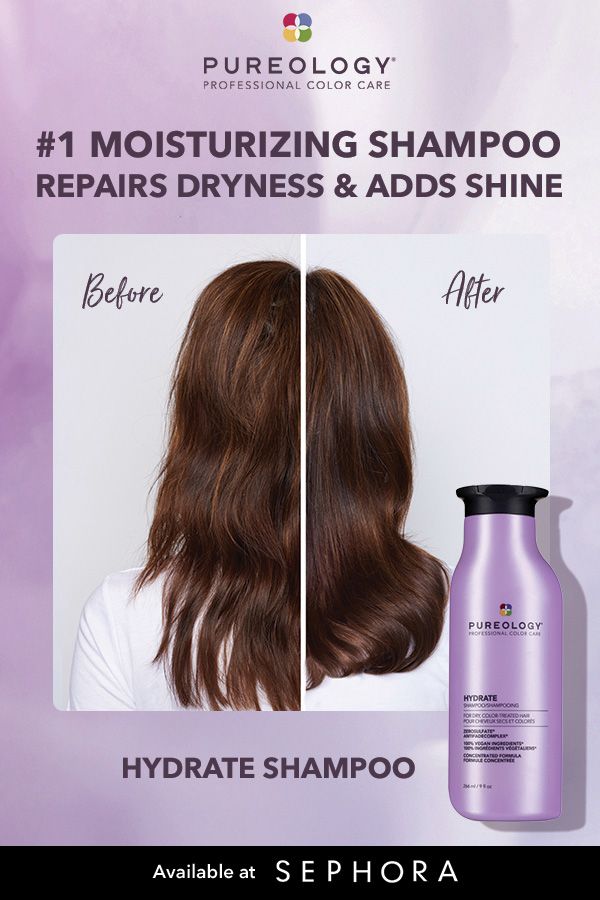 PUREOLOGY®
PROFESSIONAL COLOR CARE
#1 MOISTURIZING SHAMPOO
REPAIRS DRYNESS & ADDS SHINE
Before
After
PUREOLOGY®
PROFESSIONAL COLOR CARE
HYDRATE
SHAMPOO/SHAMPOOING
FOR DRY, COLOR-TREATED HAIR
POUR CHEVEUX SECS ET COLORÉS
ZEROSULFATE®
ANTIFADECOMPLEX®
100% VEGAN INGREDIENTS*
100% INGRÉDIENTS VÉGÉTALIENS*
CONCENTRATED FORMULA
FORMULE CONCENTRÉE
266 ml / 9 fl oz
HYDRATE SHAMPOO
Available at SEPHORA